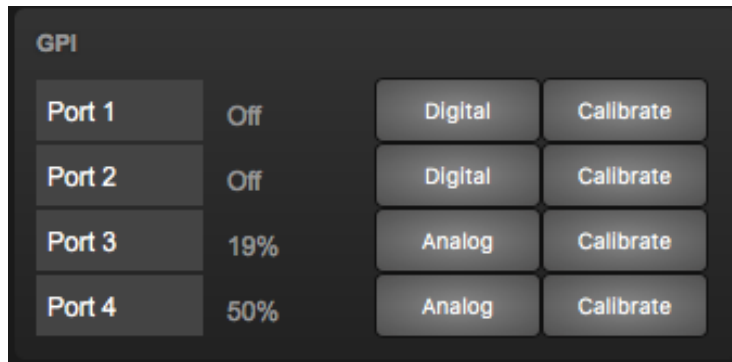 GPI
Port 1 Off Digital Calibrate
Port 2 Off Digital Calibrate
Port 3 19% Analog Calibrate
Port 4 50% Analog Calibrate